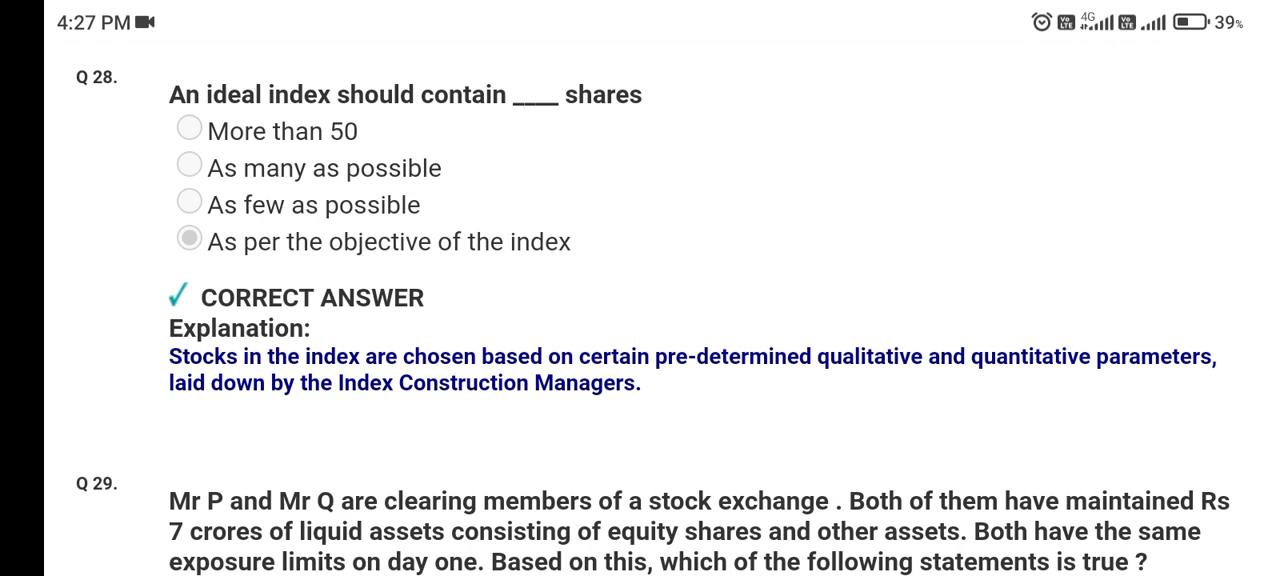 4:27 PM
4G
Vo LTE
Vo LTE
39%
Q 28.
An ideal index should contain ____ shares
More than 50
As many as possible
As few as possible
As per the objective of the index
✓ CORRECT ANSWER
Explanation:
Stocks in the index are chosen based on certain pre-determined qualitative and quantitative parameters,
laid down by the Index Construction Managers.
Q 29.
Mr P and Mr Q are clearing members of a stock exchange . Both of them have maintained Rs
7 crores of liquid assets consisting of equity shares and other assets. Both have the same
exposure limits on day one. Based on this, which of the following statements is true ?